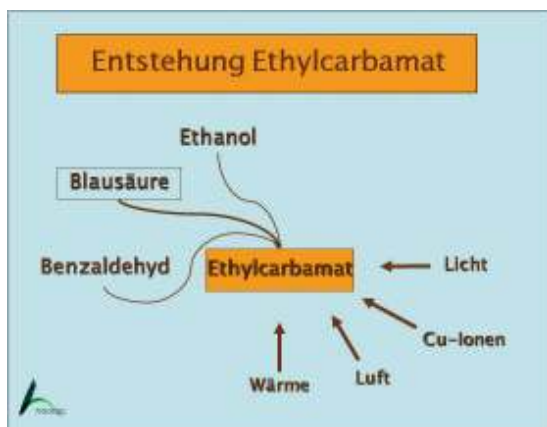 Entstehung Ethylcarbamat
Ethanol
Blausäure
Benzaldehyd
Ethylcarbamat
Licht
Cu-Ionen
Luft
Wärme